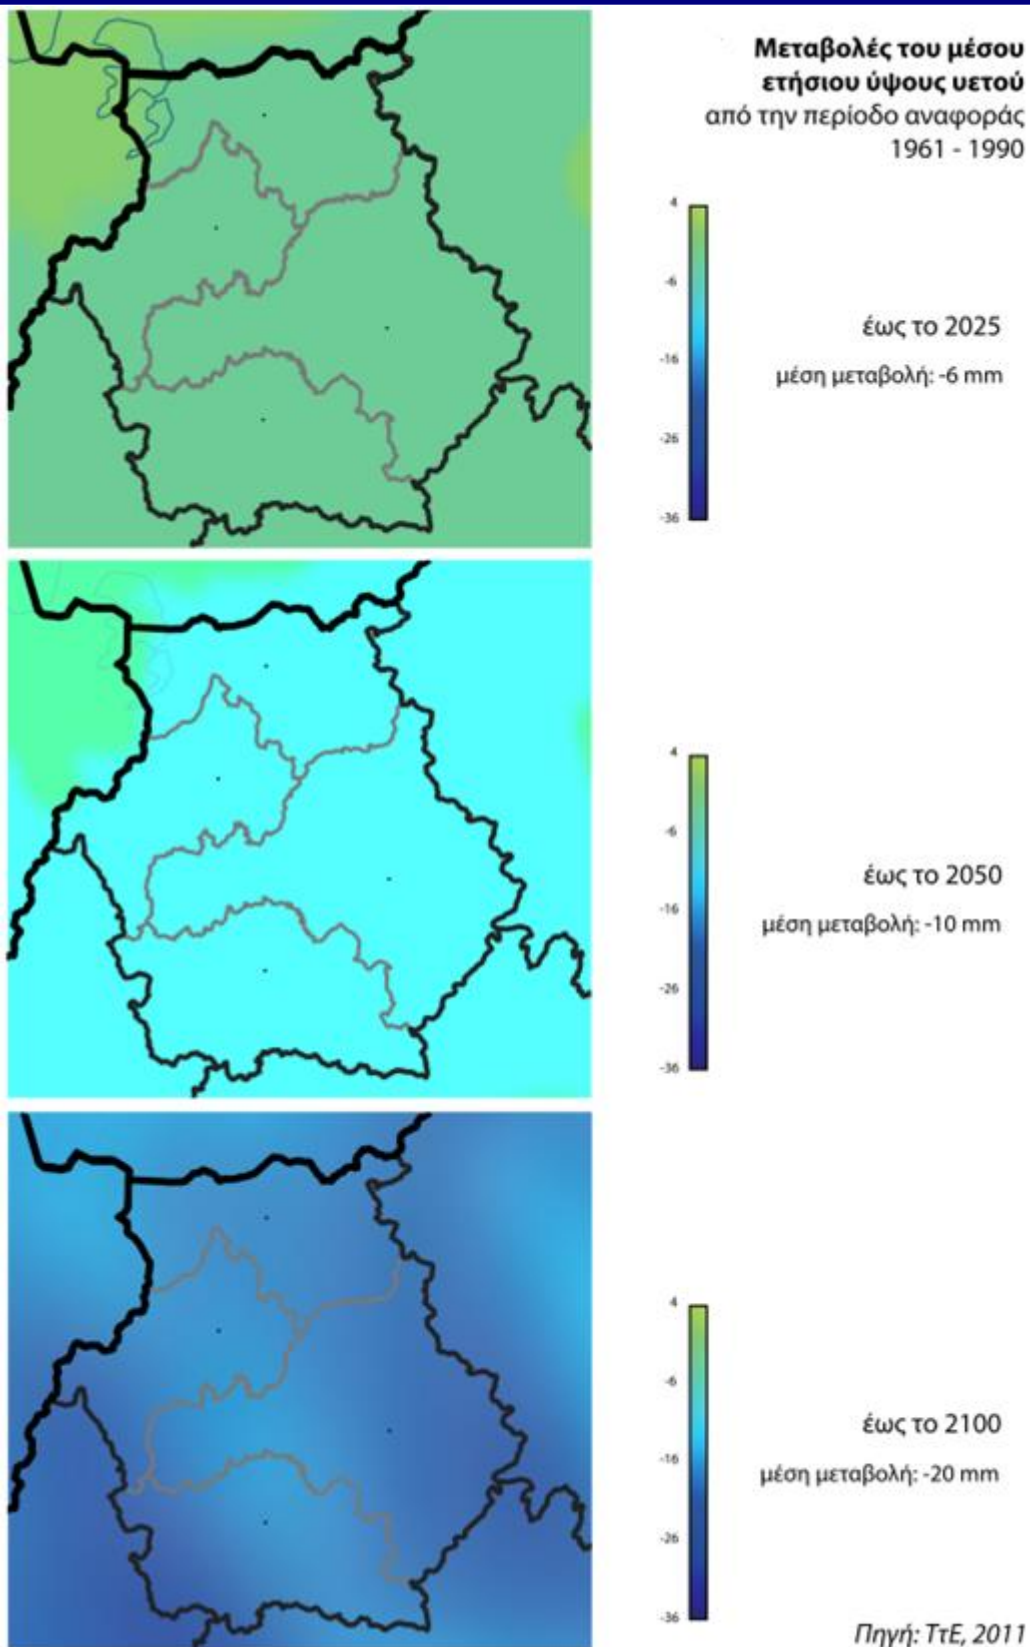 Μεταβολές του μέσου
ετήσιου ύψους υετού
από την περίοδο αναφοράς
1961 - 1990
4
-6
-16
-26
-36
έως το 2025
μέση μεταβολή: -6 mm
4
-6
-16
-26
-36
έως το 2050
μέση μεταβολή: -10 mm
4
-6
-16
-26
-36
έως το 2100
μέση μεταβολή: -20 mm
Πηγή: ΤτΕ, 2011